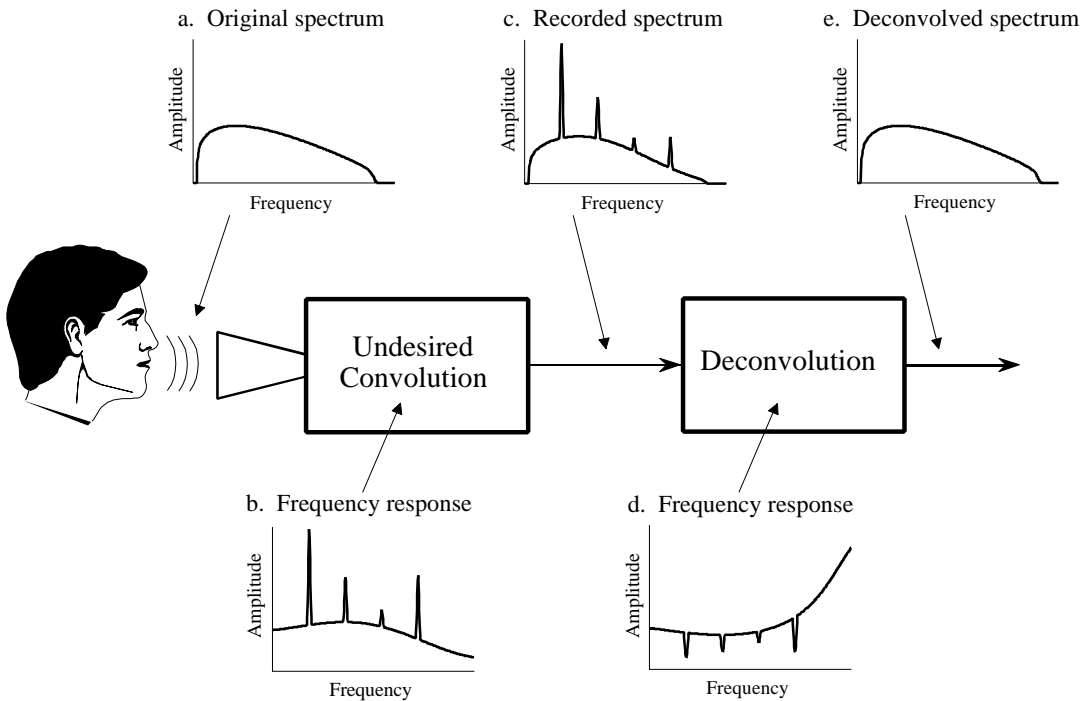 a. Original spectrum
Amplitude
Frequency
c. Recorded spectrum
Amplitude
Frequency
e. Deconvolved spectrum
Amplitude
Frequency
Undesired
Convolution
Deconvolution
b. Frequency response
Amplitude
Frequency
d. Frequency response
Amplitude
Frequency